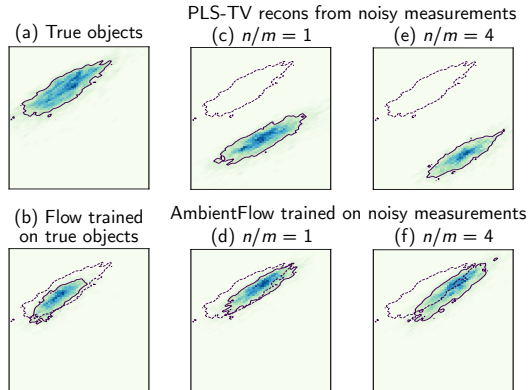 PLS-TV recons from noisy measurements
(a) True objects
(c) n/m = 1
(e) n/m = 4
(b) Flow trained
on true objects
AmbientFlow trained on noisy measurements
(d) n/m = 1
(f) n/m = 4